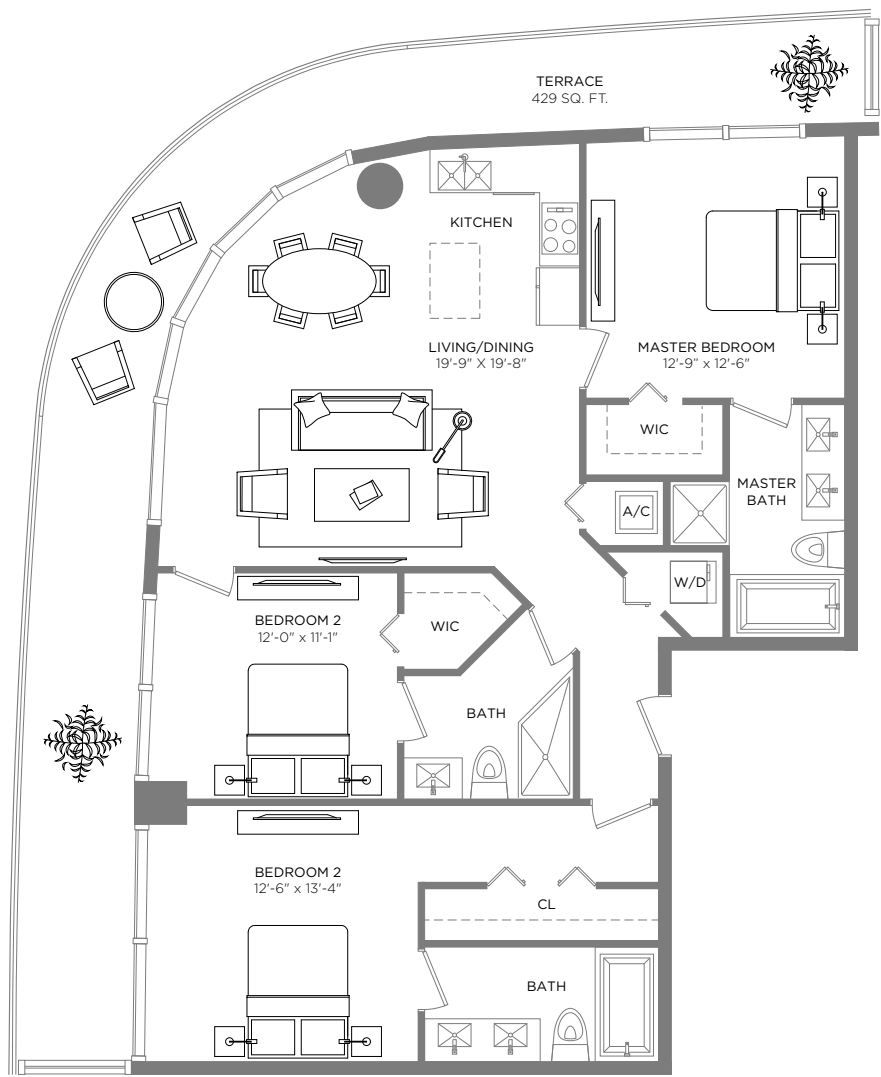 TERRACE
429 SQ. FT.
KITCHEN
LIVING/DINING
19'-9" X 19'-8"
MASTER BEDROOM
12'-9" x 12'-6"
WIC
MASTER
BATH
A/C
W/D
BEDROOM 2
12'-0" x 11'-1"
WIC
BATH
BEDROOM 2
12'-6" x 13'-4"
CL
BATH